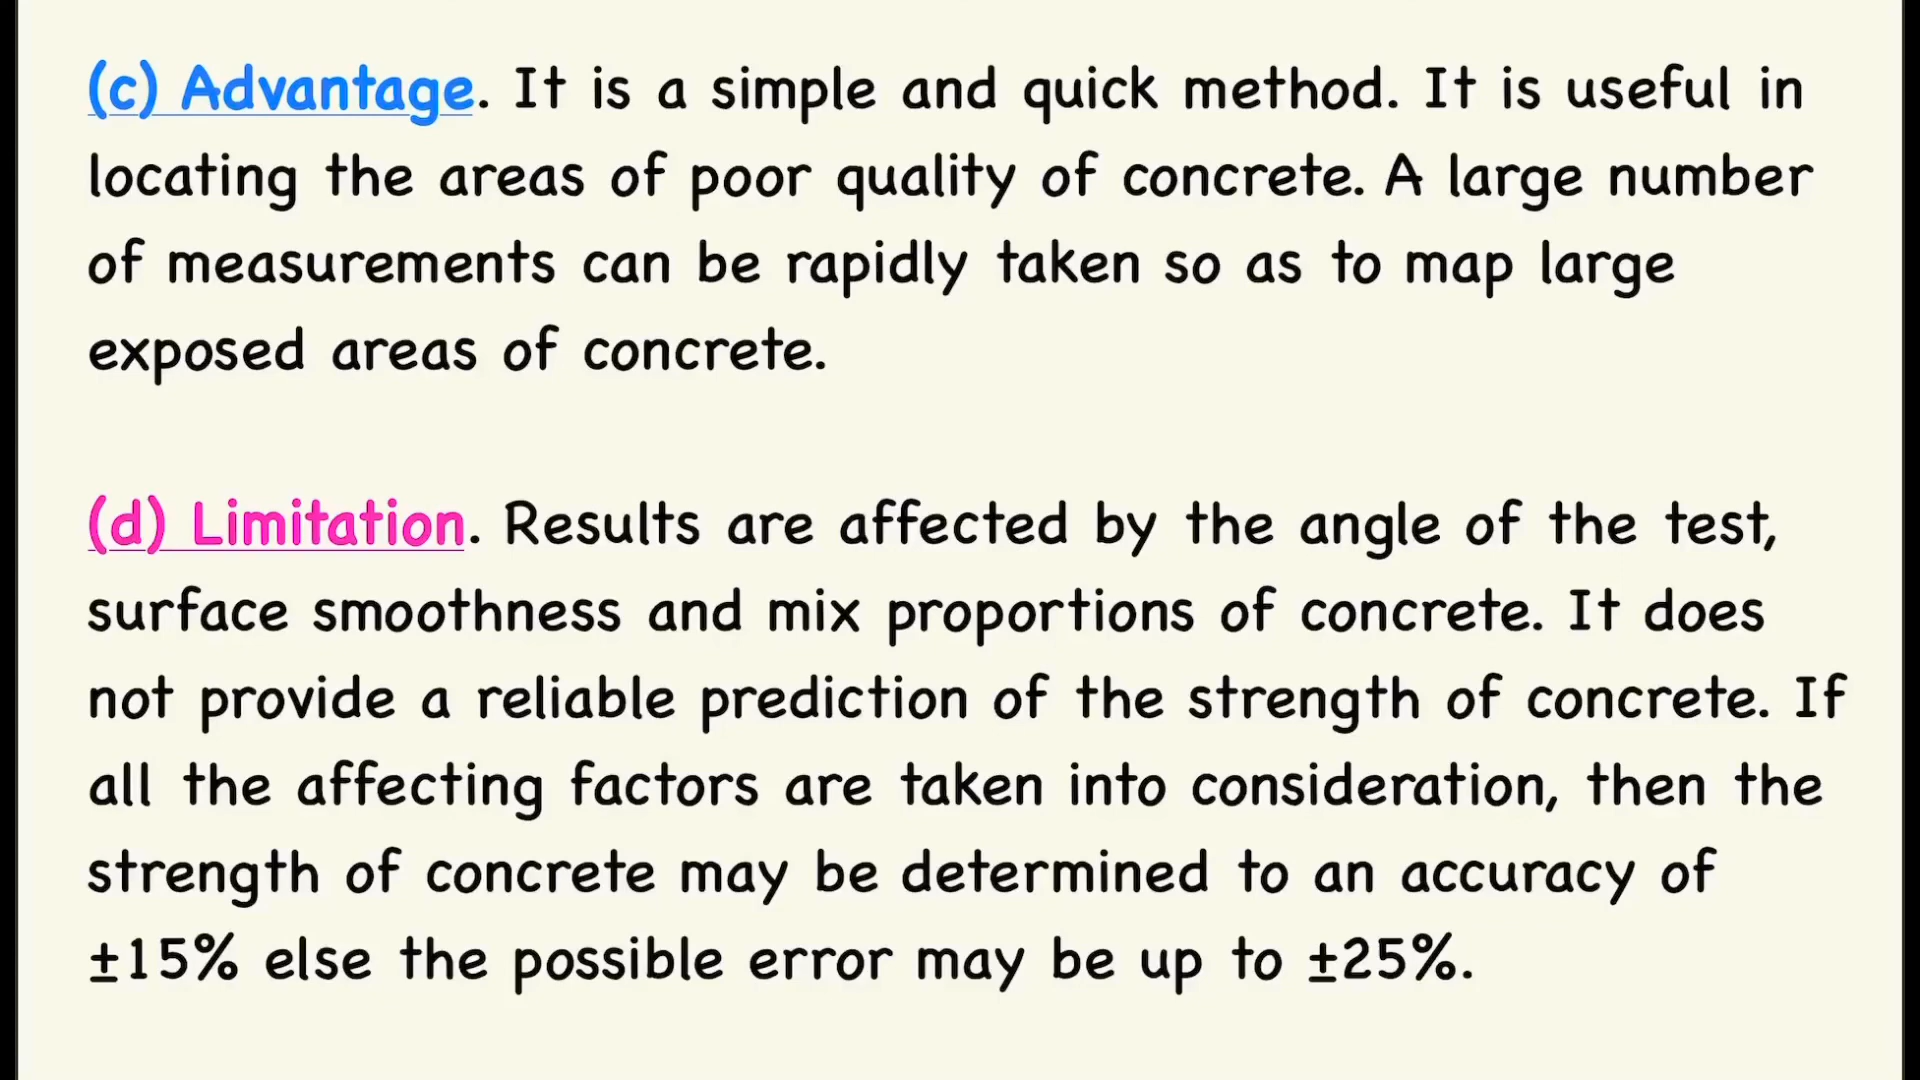 (c) Advantage. It is a simple and quick method. It is useful in
locating the areas of poor quality of concrete. A large number
of measurements can be rapidly taken so as to map large
exposed areas of concrete.
(d) Limitation. Results are affected by the angle of the test,
surface smoothness and mix proportions of concrete. It does
not provide a reliable prediction of the strength of concrete. If
all the affecting factors are taken into consideration, then the
strength of concrete may be determined to an accuracy of
±15% else the possible error may be up to ±25%.